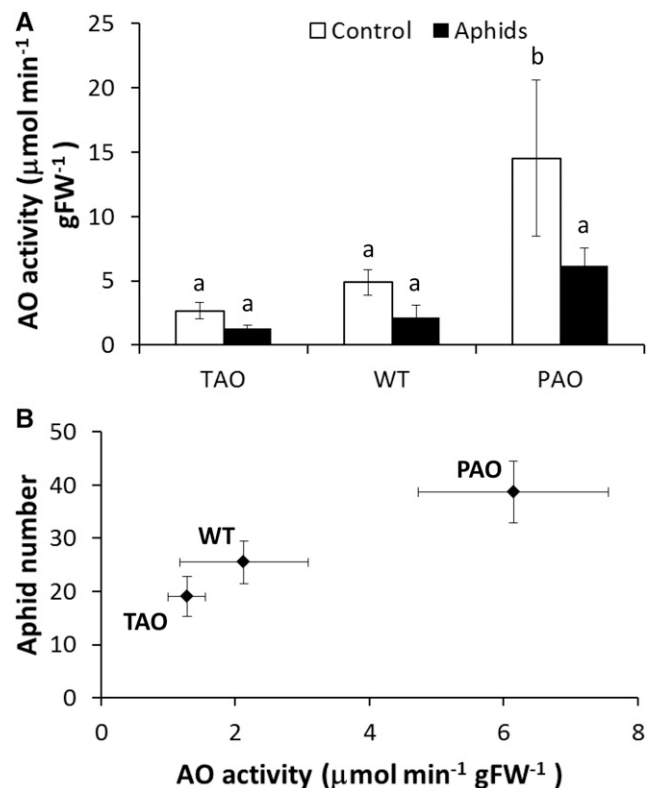 A
Control Aphids
AO activity (μmol min⁻¹
gFW⁻¹)
25
20
15
10
5
0
a a a a b a
TAO WT PAO
B
Aphid number
50
40
30
20
10
0
PAO
WT
TAO
0 2 4 6 8
AO activity (μmol min⁻¹ gFW⁻¹)